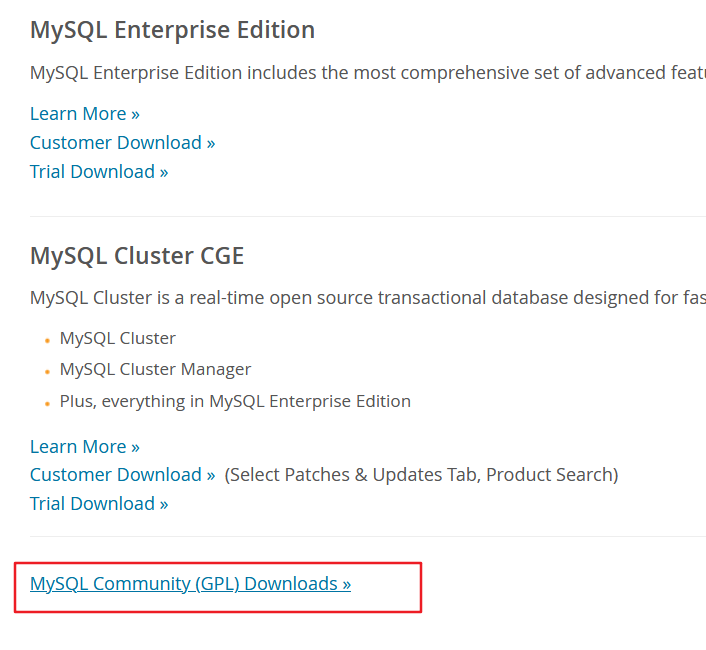 MySQL Enterprise Edition
MySQL Enterprise Edition includes the most comprehensive set of advanced
Learn More »
Customer Download »
Trial Download »
MySQL Cluster CGE
MySQL Cluster is a real-time open source transactional database designed for
MySQL Cluster
MySQL Cluster Manager
Plus, everything in MySQL Enterprise Edition
Learn More »
Customer Download » (Select Patches & Updates Tab, Product Search)
Trial Download »
MySQL Community (GPL) Downloads »